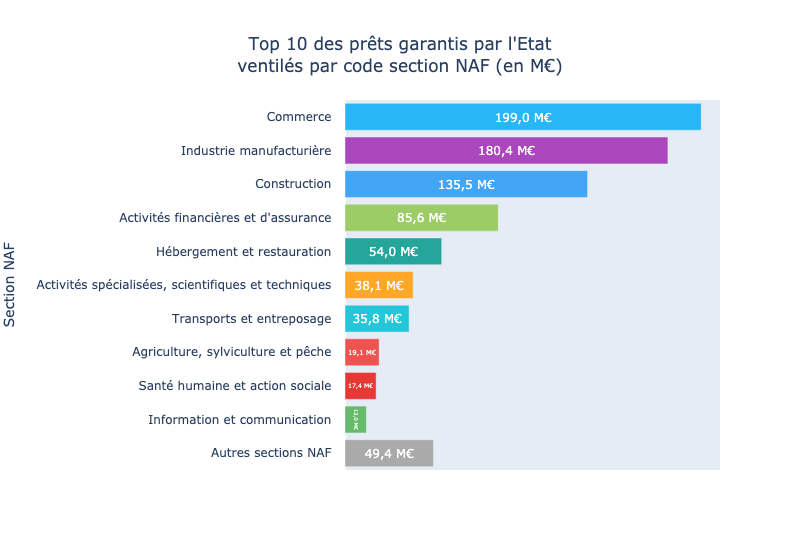 Top 10 des prêts garantis par l'Etat
ventilés par code section NAF (en M€)
Section NAF
Commerce 199,0 M€
Industrie manufacturière 180,4 M€
Construction 135,5 M€
Activités financières et d'assurance 85,6 M€
Hébergement et restauration 54,0 M€
Activités spécialisées, scientifiques et techniques 38,1 M€
Transports et entreposage 35,8 M€
Agriculture, sylviculture et pêche 19,1 M€
Santé humaine et action sociale 17,4 M€
Information et communication
Autres sections NAF 49,4 M€